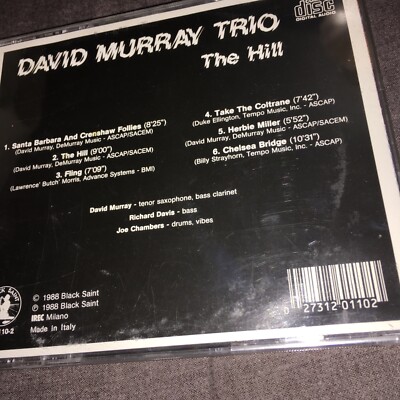 disc
DIGITAL AUDIO
DAVID MURRAY TRIO
The Hill
1. Santa Barbara And Crenshaw Follies (8'25")
(David Murray, DeMurray Music - ASCAP/SACEM)
2. The Hill (9'00")
(David Murray, DeMurray Music - ASCAP/SACEM)
3. Fling (7'09")
(Lawrence' Butch' Morris, Advance Systems - BMI)
4. Take The Coltrane (7'42")
(Duke Ellington, Tempo Music, Inc. - ASCAP)
5. Herbie Miller (5'52")
(David Murray, DeMurray Music - ASCAP/SACEM)
6. Chelsea Bridge (10'31")
(Billy Strayhorn, Tempo Music, Inc. - ASCAP)
David Murray - tenor saxophone, bass clarinet
Richard Davis - bass
Joe Chambers - drums, vibes
© 1988 Black Saint
℗ 1988 Black Saint
IREC Milano
Made in Italy
10-2
27312 01102